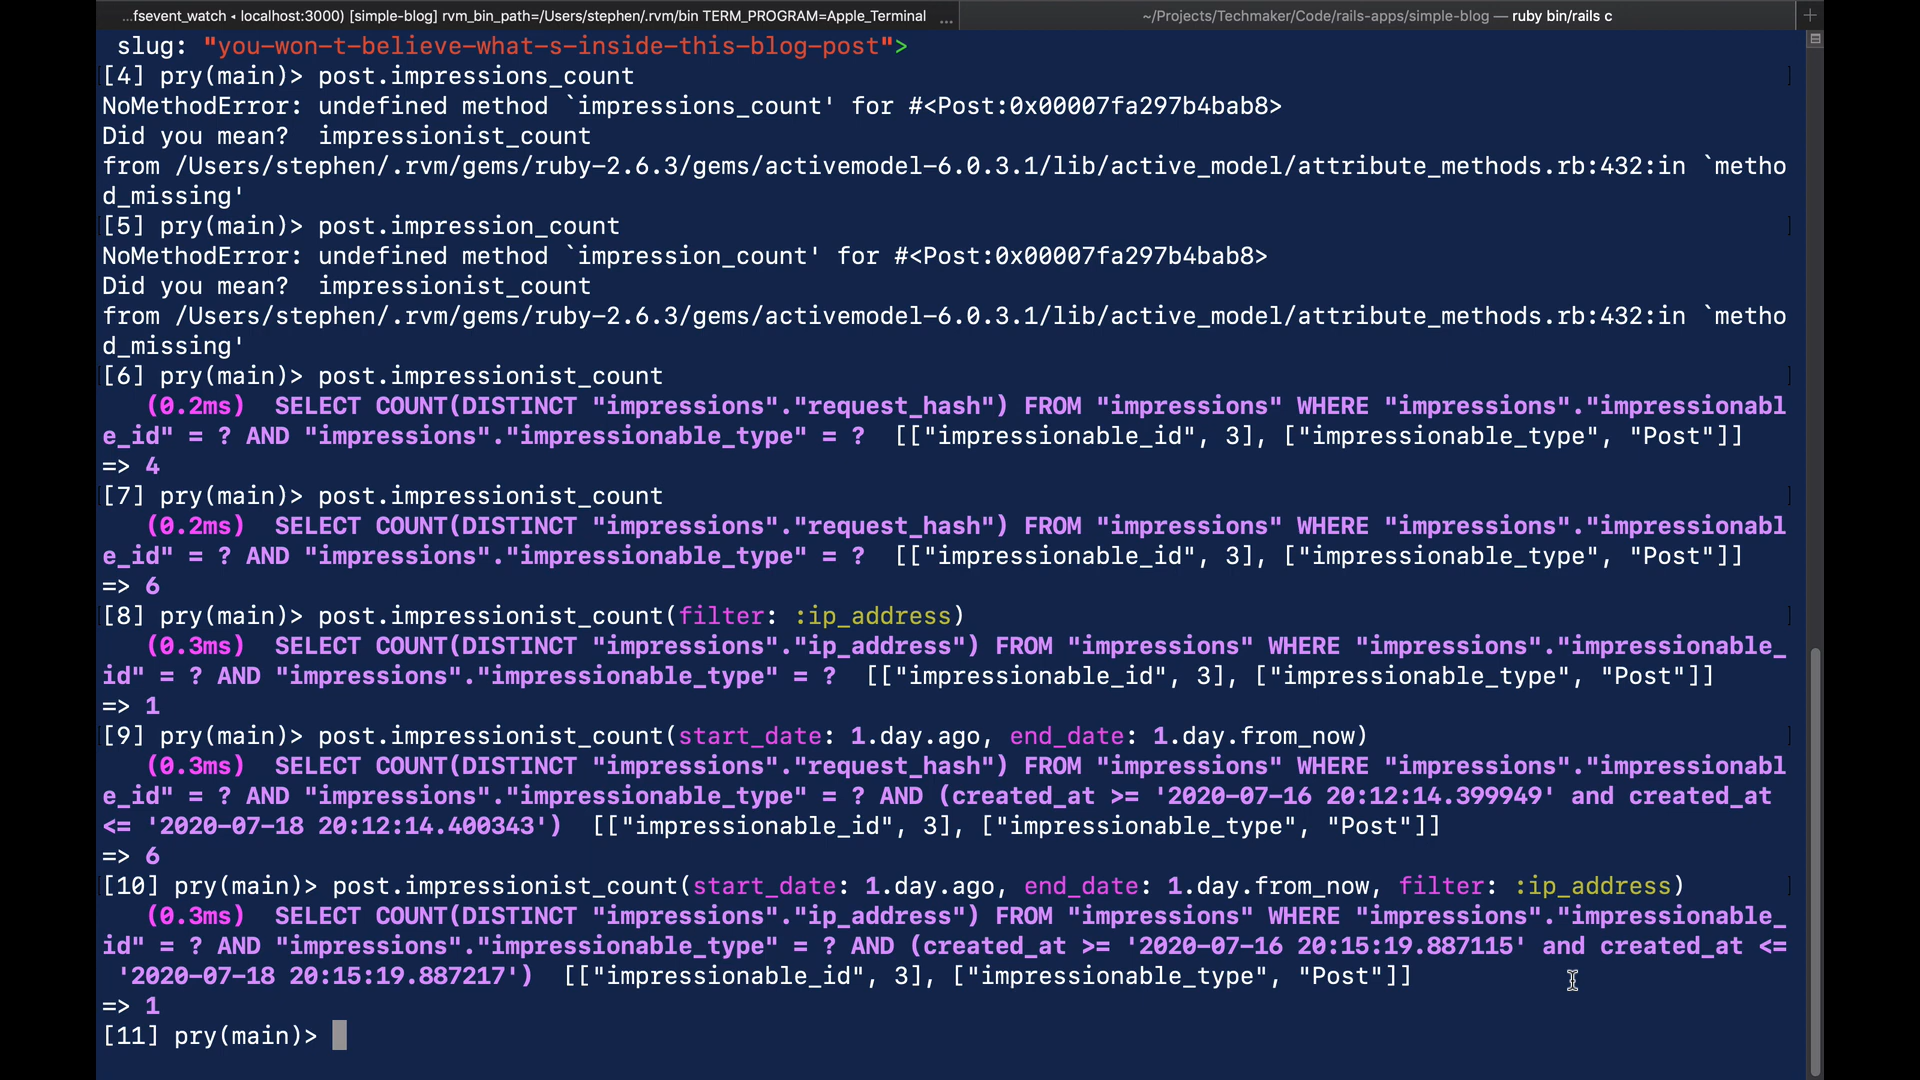 ...fsevent_watch ◂ localhost:3000) [simple-blog] rvm_bin_path=/Users/stephen/.rvm/bin TERM_PROGRAM=Apple_Terminal ...
~/Projects/Techmaker/Code/rails-apps/simple-blog — ruby bin/rails c
slug: "you-won-t-believe-what-s-inside-this-blog-post">
[4] pry(main)> post.impressions_count
NoMethodError: undefined method `impressions_count' for #<Post:0x00007fa297b4bab8>
Did you mean?  impressionist_count
from /Users/stephen/.rvm/gems/ruby-2.6.3/gems/activemodel-6.0.3.1/lib/active_model/attribute_methods.rb:432:in `metho
d_missing'
[5] pry(main)> post.impression_count
NoMethodError: undefined method `impression_count' for #<Post:0x00007fa297b4bab8>
Did you mean?  impressionist_count
from /Users/stephen/.rvm/gems/ruby-2.6.3/gems/activemodel-6.0.3.1/lib/active_model/attribute_methods.rb:432:in `metho
d_missing'
[6] pry(main)> post.impressionist_count
(0.2ms)  SELECT COUNT(DISTINCT "impressions"."request_hash") FROM "impressions" WHERE "impressions"."impressionabl
e_id" = ? AND "impressions"."impressionable_type" = ?  [["impressionable_id", 3], ["impressionable_type", "Post"]]
=> 4
[7] pry(main)> post.impressionist_count
(0.2ms)  SELECT COUNT(DISTINCT "impressions"."request_hash") FROM "impressions" WHERE "impressions"."impressionabl
e_id" = ? AND "impressions"."impressionable_type" = ?  [["impressionable_id", 3], ["impressionable_type", "Post"]]
=> 6
[8] pry(main)> post.impressionist_count(filter: :ip_address)
(0.3ms)  SELECT COUNT(DISTINCT "impressions"."ip_address") FROM "impressions" WHERE "impressions"."impressionable_
id" = ? AND "impressions"."impressionable_type" = ?  [["impressionable_id", 3], ["impressionable_type", "Post"]]
=> 1
[9] pry(main)> post.impressionist_count(start_date: 1.day.ago, end_date: 1.day.from_now)
(0.3ms)  SELECT COUNT(DISTINCT "impressions"."request_hash") FROM "impressions" WHERE "impressions"."impressionabl
e_id" = ? AND "impressions"."impressionable_type" = ? AND (created_at >= '2020-07-16 20:12:14.399949' and created_at
<= '2020-07-18 20:12:14.400343')  [["impressionable_id", 3], ["impressionable_type", "Post"]]
=> 6
[10] pry(main)> post.impressionist_count(start_date: 1.day.ago, end_date: 1.day.from_now, filter: :ip_address)
(0.3ms)  SELECT COUNT(DISTINCT "impressions"."ip_address") FROM "impressions" WHERE "impressions"."impressionable_
id" = ? AND "impressions"."impressionable_type" = ? AND (created_at >= '2020-07-16 20:15:19.887115' and created_at <=
'2020-07-18 20:15:19.887217')  [["impressionable_id", 3], ["impressionable_type", "Post"]]
=> 1
[11] pry(main)>